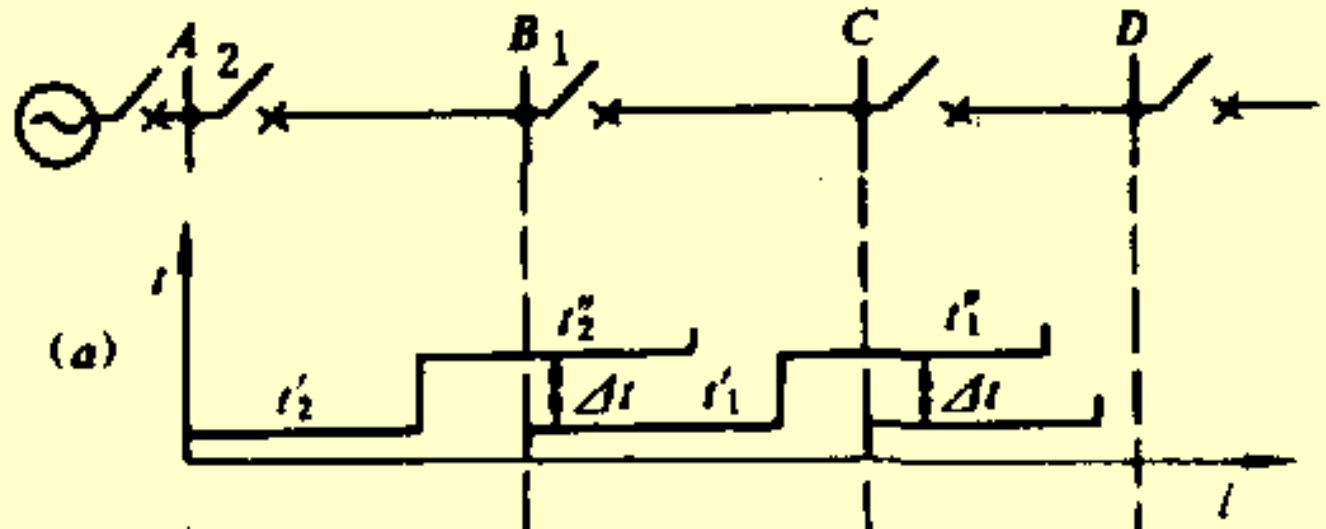 A 2 B 1 C D
t
t″₂ t″₁
(a)
t′₂ Δt t′₁ Δt
l